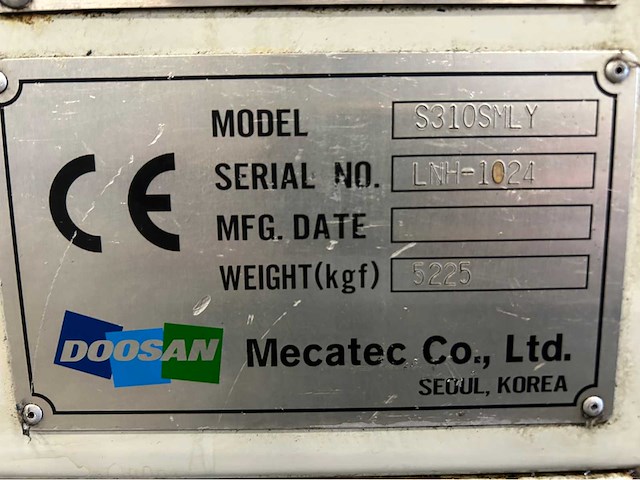 MODEL S310SMLY
CE
SERIAL NO. LNH-1024
MFG. DATE
WEIGHT(kgf) 5225
DOOSAN Mecatec Co., Ltd.
SEOUL, KOREA